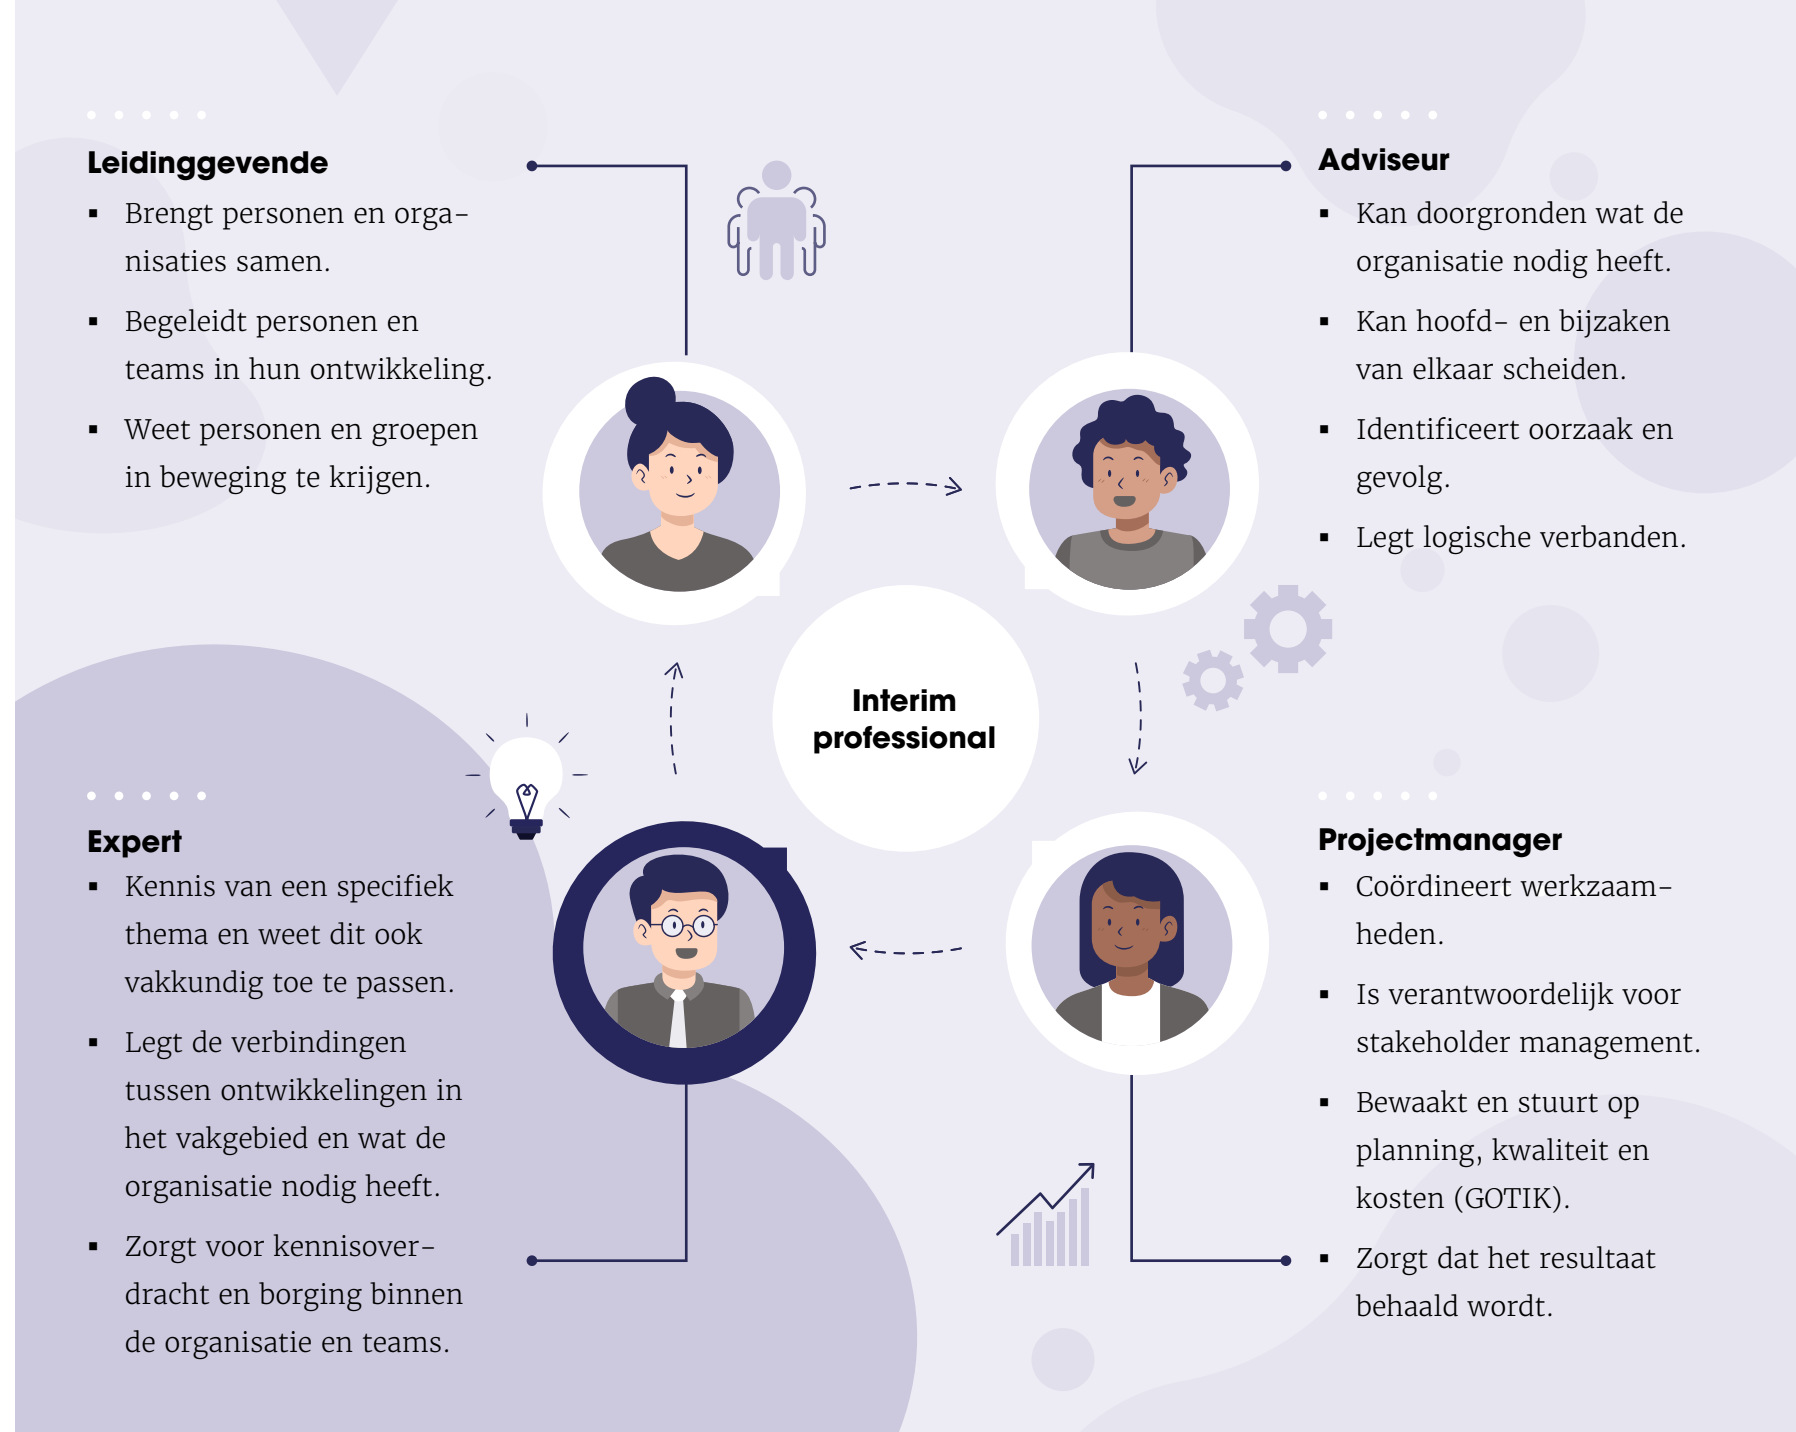 Leidinggevende
▪ Brengt personen en orga-
nisaties samen.
▪ Begeleidt personen en
teams in hun ontwikkeling.
▪ Weet personen en groepen
in beweging te krijgen.
Adviseur
▪ Kan doorgronden wat de
organisatie nodig heeft.
▪ Kan hoofd- en bijzaken
van elkaar scheiden.
▪ Identificeert oorzaak en
gevolg.
▪ Legt logische verbanden.
Interim
professional
Expert
▪ Kennis van een specifiek
thema en weet dit ook
vakkundig toe te passen.
▪ Legt de verbindingen
tussen ontwikkelingen in
het vakgebied en wat de
organisatie nodig heeft.
▪ Zorgt voor kennisover-
dracht en borging binnen
de organisatie en teams.
Projectmanager
▪ Coördineert werkzaam-
heden.
▪ Is verantwoordelijk voor
stakeholder management.
▪ Bewaakt en stuurt op
planning, kwaliteit en
kosten (GOTIK).
▪ Zorgt dat het resultaat
behaald wordt.